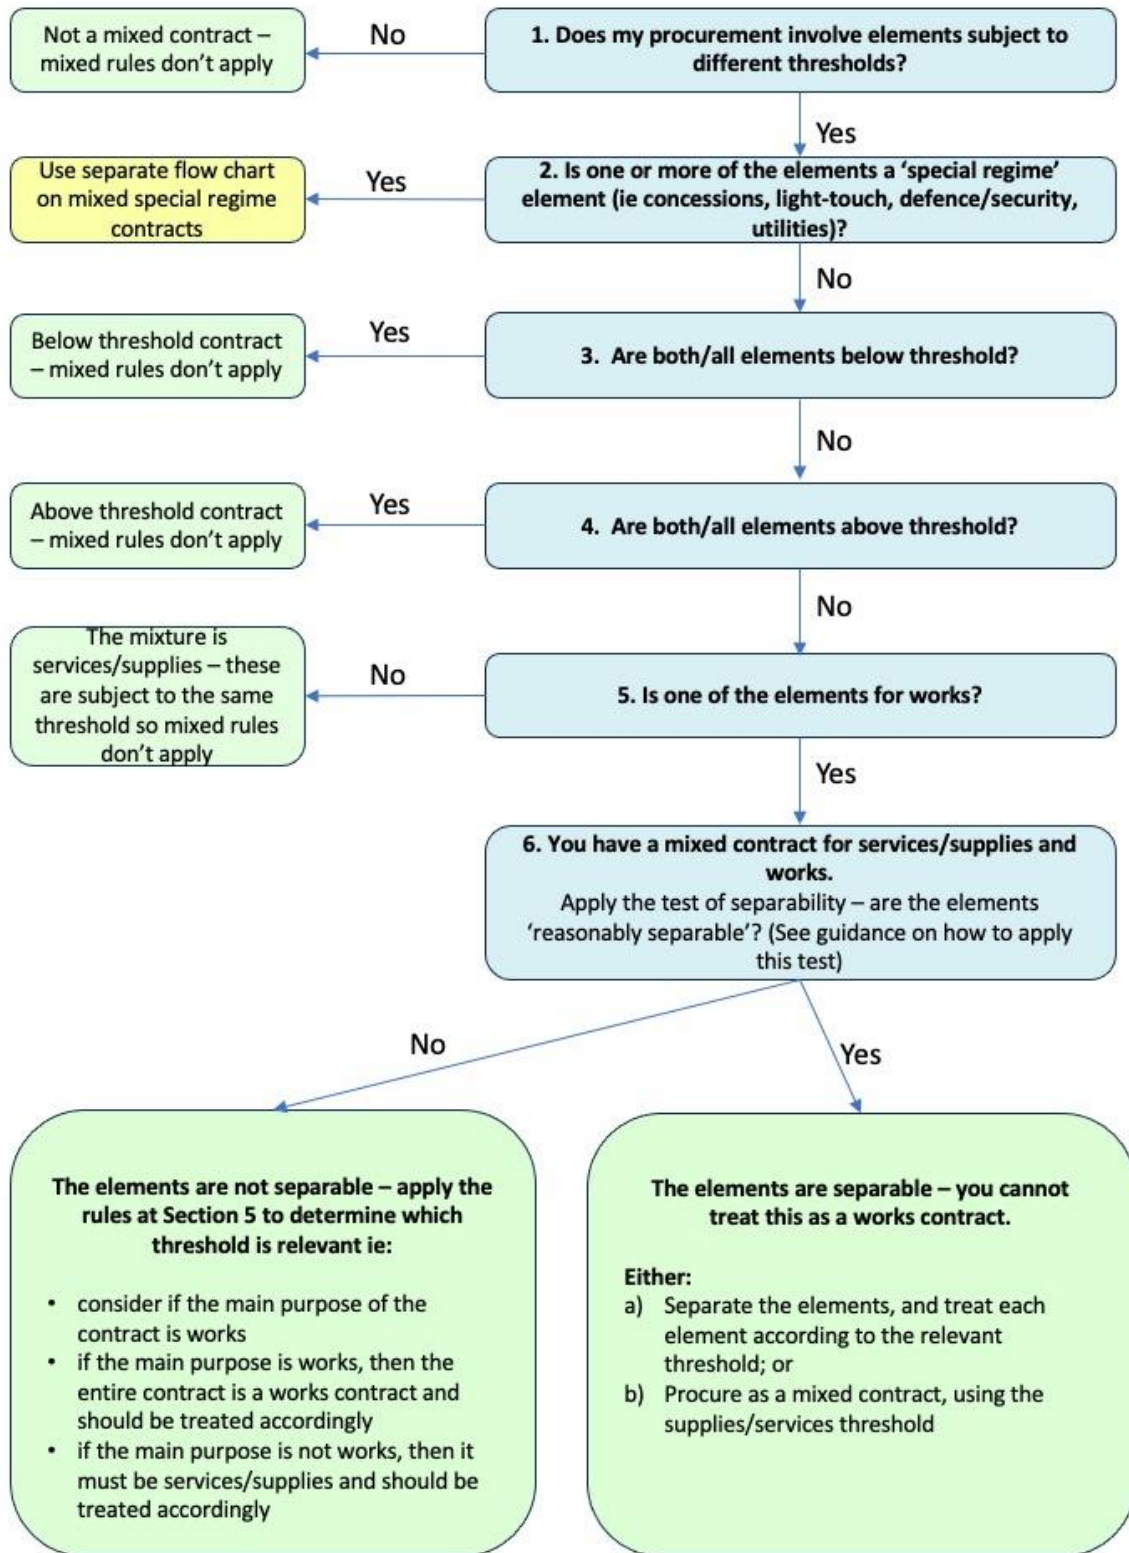 Not a mixed contract –
mixed rules don’t apply
No
1. Does my procurement involve elements subject to
different thresholds?
Yes
Use separate flow chart
on mixed special regime
contracts
Yes
2. Is one or more of the elements a ‘special regime’
element (ie concessions, light-touch, defence/security,
utilities)?
No
Below threshold contract
– mixed rules don’t apply
Yes
3. Are both/all elements below threshold?
No
Above threshold contract
– mixed rules don’t apply
Yes
4. Are both/all elements above threshold?
No
The mixture is
services/supplies – these
are subject to the same
threshold so mixed rules
don’t apply
No
5. Is one of the elements for works?
Yes
6. You have a mixed contract for services/supplies and
works.
Apply the test of separability – are the elements
‘reasonably separable’? (See guidance on how to apply
this test)
No
Yes
The elements are not separable – apply the
rules at Section 5 to determine which
threshold is relevant ie:
• consider if the main purpose of the
contract is works
• if the main purpose is works, then the
entire contract is a works contract and
should be treated accordingly
• if the main purpose is not works, then it
must be services/supplies and should be
treated accordingly
The elements are separable – you cannot
treat this as a works contract.
Either:
a) Separate the elements, and treat each
element according to the relevant
threshold; or
b) Procure as a mixed contract, using the
supplies/services threshold